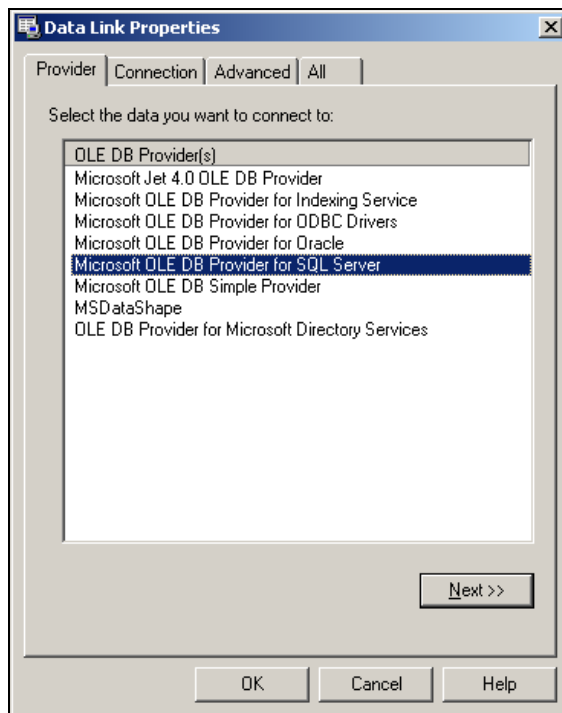 Data Link Properties
Provider Connection Advanced All
Select the data you want to connect to:
OLE DB Provider(s)
Microsoft Jet 4.0 OLE DB Provider
Microsoft OLE DB Provider for Indexing Service
Microsoft OLE DB Provider for ODBC Drivers
Microsoft OLE DB Provider for Oracle
Microsoft OLE DB Provider for SQL Server
Microsoft OLE DB Simple Provider
MSDataShape
OLE DB Provider for Microsoft Directory Services
Next >>
OK Cancel Help